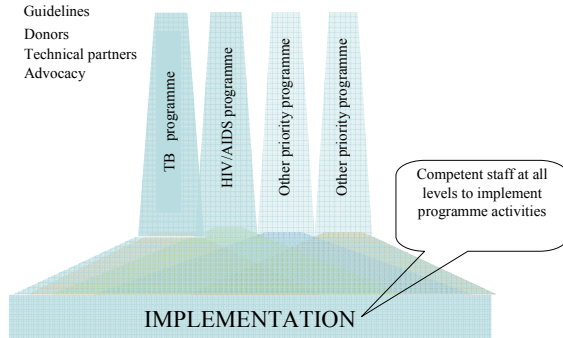 Guidelines
Donors
Technical partners
Advocacy
TB programme
HIV/AIDS programme
Other priority programme
Other priority programme
Competent staff at all
levels to implement
programme activities
IMPLEMENTATION